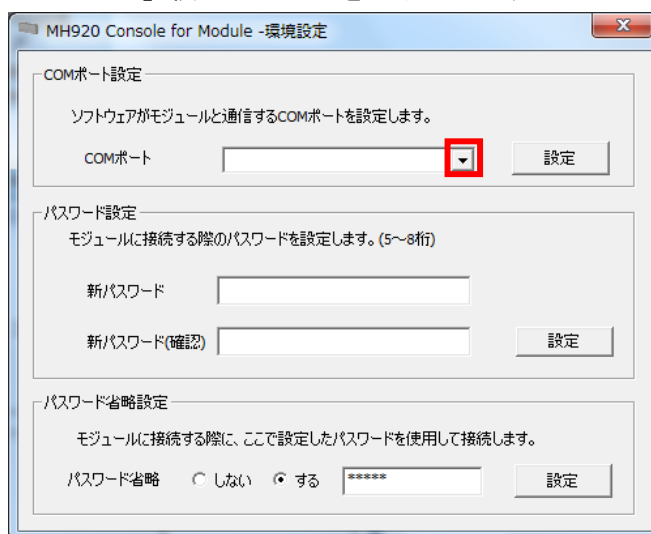 MH920 Console for Module -環境設定
COMポート設定
ソフトウェアがモジュールと通信するCOMポートを設定します。
COMポート
設定
パスワード設定
モジュールに接続する際のパスワードを設定します。(5～8桁)
新パスワード
新パスワード(確認)
設定
パスワード省略設定
モジュールに接続する際に、ここで設定したパスワードを使用して接続します。
パスワード省略 しない する ***** 設定